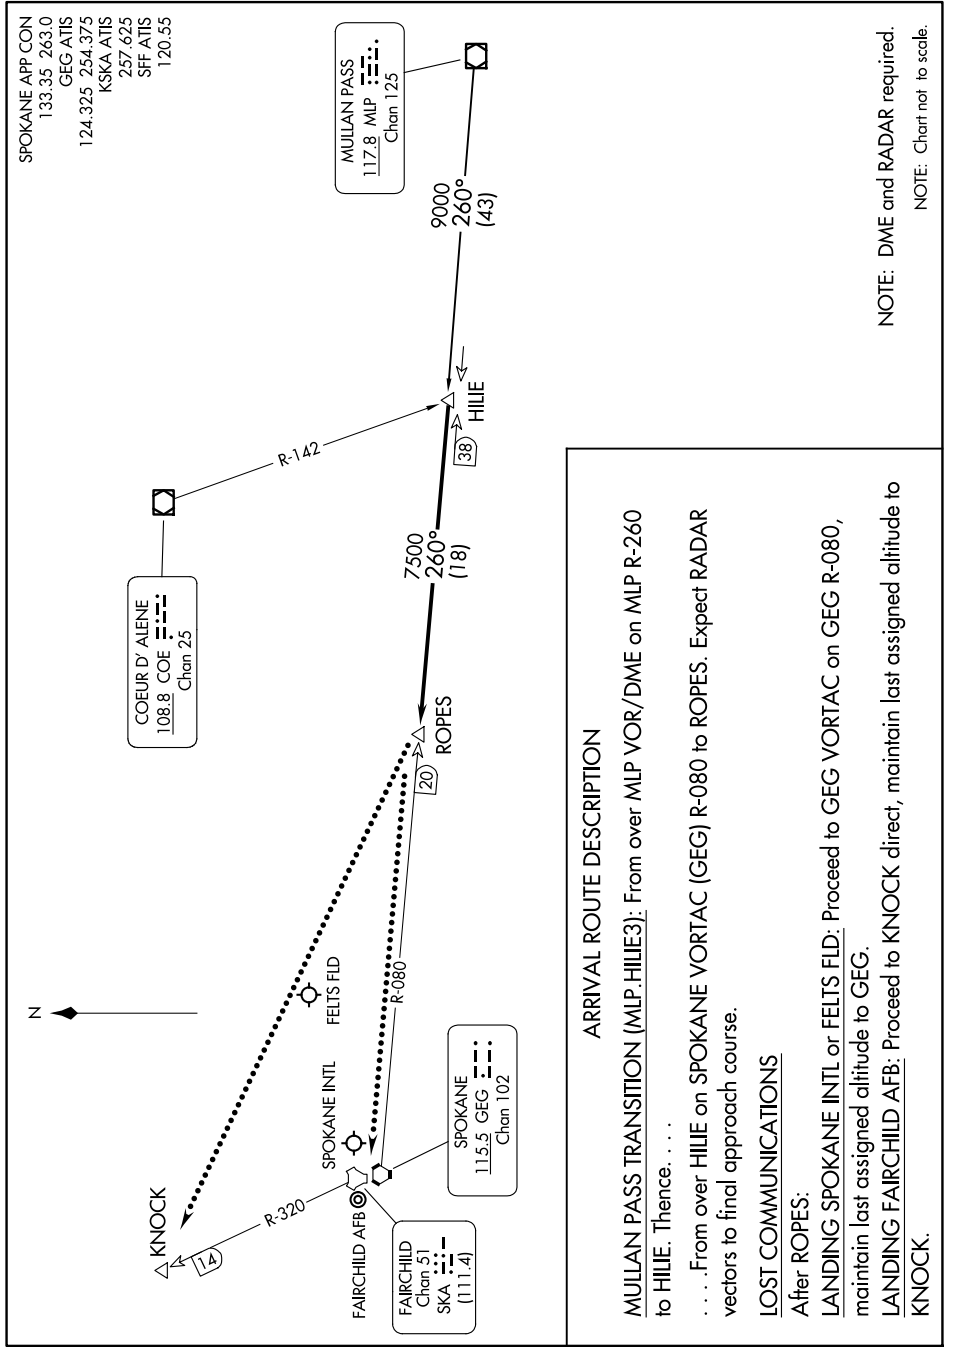 SPOKANE APP CON
133.35 263.0
GEG ATIS
124.325 254.375
KSKA ATIS
257.625
SFF ATIS
120.55
MULLAN PASS
117.8 MLP
Chan 125
9000
260°
(43)
HILIE
38
R-142
COEUR D' ALENE
108.8 COE
Chan 25
7500
260°
(18)
ROPES
20
R-080
N
FELTS FLD
SPOKANE INTL
SPOKANE
115.5 GEG
Chan 102
KNOCK
14
R-320
FAIRCHILD AFB
FAIRCHILD
Chan 51
SKA
(111.4)
NOTE: DME and RADAR required.
NOTE: Chart not to scale.
ARRIVAL ROUTE DESCRIPTION
MULLAN PASS TRANSITION (MLP.HILIE3): From over MLP VOR/DME on MLP R-260
to HILIE. Thence. . . .
. . . .From over HILIE on SPOKANE VORTAC (GEG) R-080 to ROPES. Expect RADAR
vectors to final approach course.
LOST COMMUNICATIONS
After ROPES:
LANDING SPOKANE INTL or FELTS FLD: Proceed to GEG VORTAC on GEG R-080,
maintain last assigned altitude to GEG.
LANDING FAIRCHILD AFB: Proceed to KNOCK direct, maintain last assigned altitude to
KNOCK.